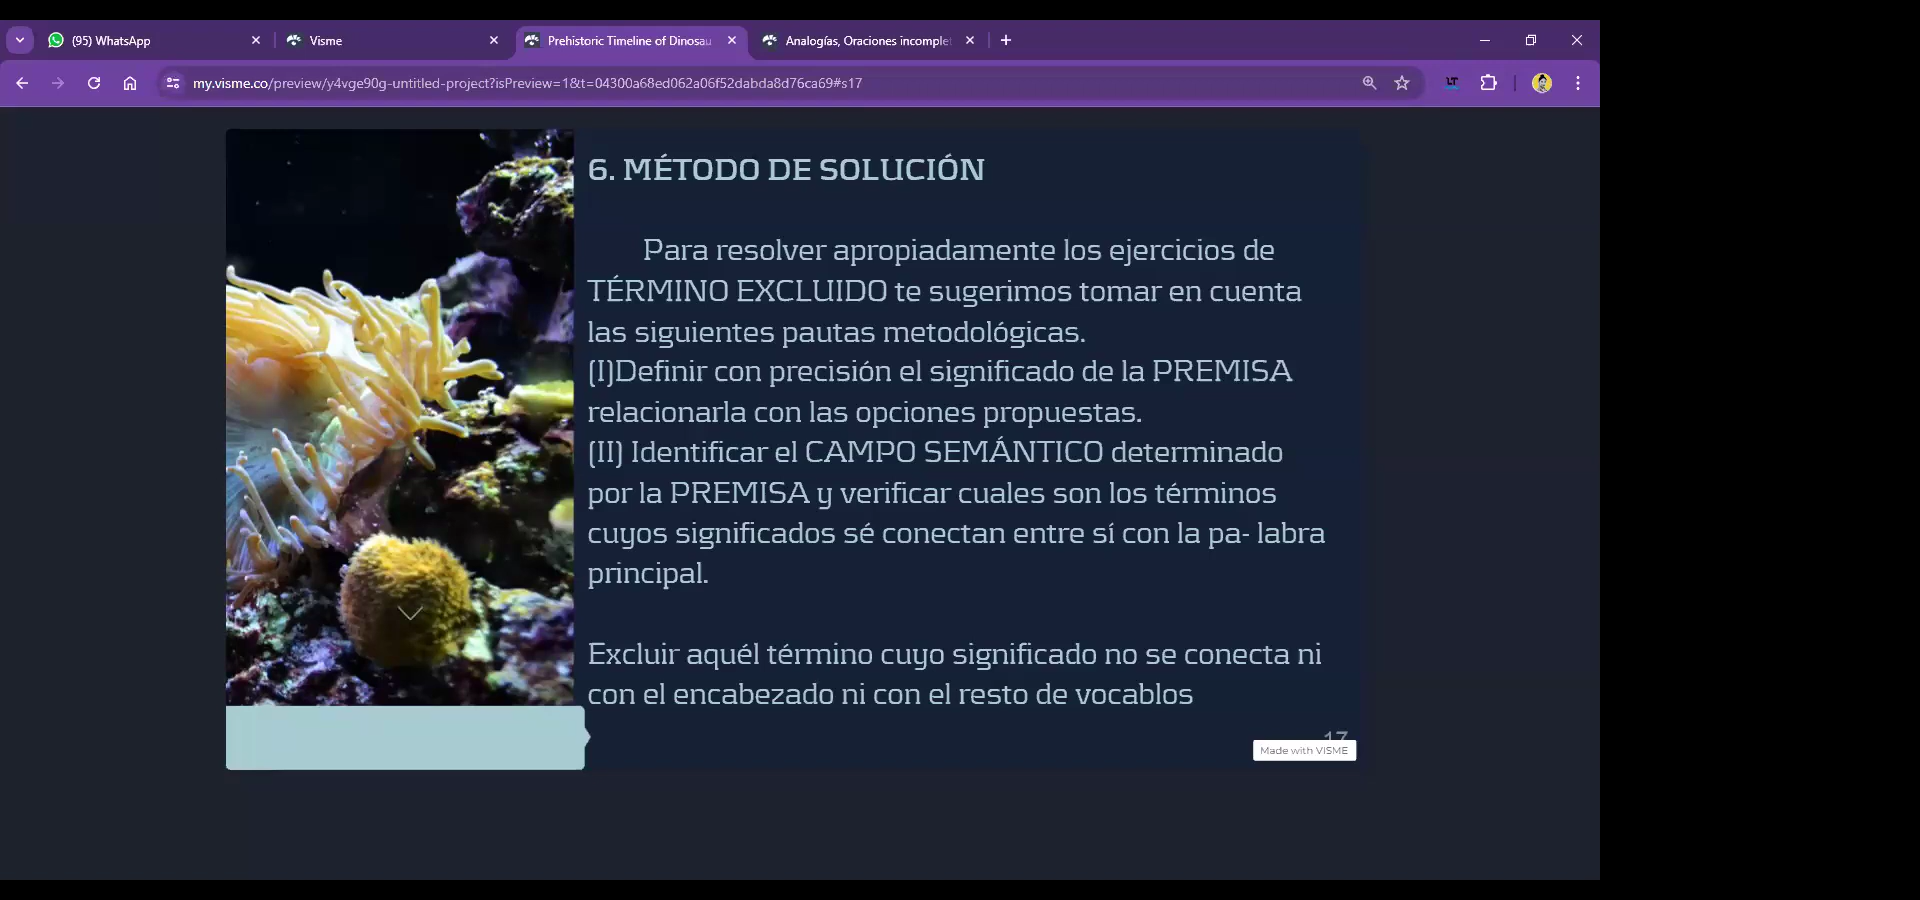 (95) WhatsApp
Visme
Prehistoric Timeline of Dinosau
Analogías, Oraciones incomplet
my.visme.co/preview/y4vge90g-untitled-project?isPreview=1&t=04300a68ed062a06f52dabda8d76ca69#s17
LT
6. MÉTODO DE SOLUCIÓN
Para resolver apropiadamente los ejercicios de
TÉRMINO EXCLUIDO te sugerimos tomar en cuenta
las siguientes pautas metodológicas.
(I)Definir con precisión el significado de la PREMISA
relacionarla con las opciones propuestas.
(II) Identificar el CAMPO SEMÁNTICO determinado
por la PREMISA y verificar cuales son los términos
cuyos significados sé conectan entre sí con la pa- labra
principal.
Excluir aquél término cuyo significado no se conecta ni
con el encabezado ni con el resto de vocablos
17
Made with VISME